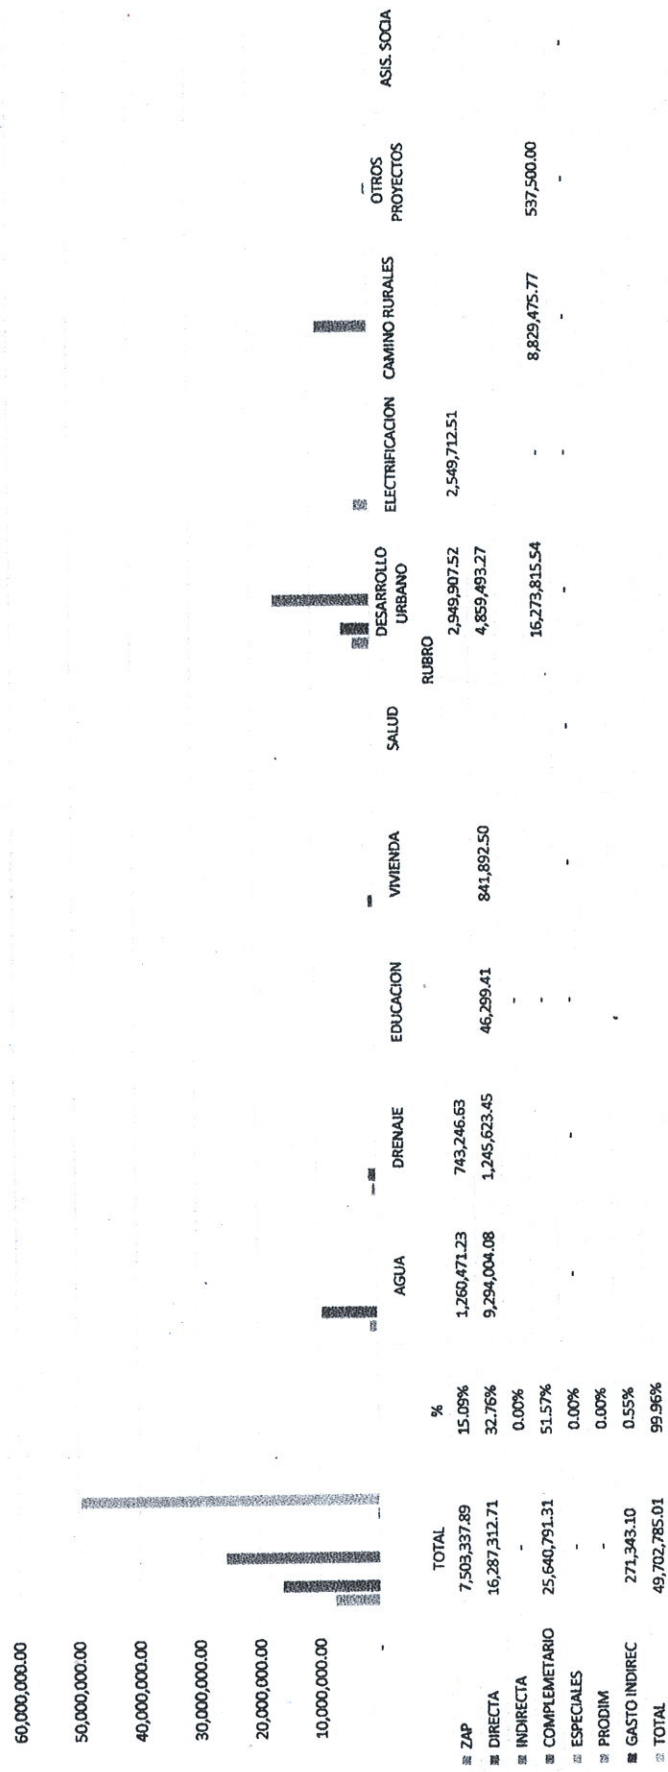 60,000,000.00
50,000,000.00
40,000,000.00
30,000,000.00
20,000,000.00
10,000,000.00
-
TOTAL % AGUA DRENAJE EDUCACION VIVIENDA SALUD DESARROLLO URBANO ELECTRIFICACION CAMINO RURALES OTROS PROYECTOS ASIS. SOCIA
RUBRO
ZAP 7,503,337.89 15.09% 1,260,471.23 743,246.63 2,949,907.52 2,549,712.51
DIRECTA 16,287,312.71 32.76% 9,294,004.08 1,245,623.45 46,299.41 841,892.50 4,859,493.27
INDIRECTA - 0.00% -
COMPLEMETARIO 25,640,791.31 51.57% - 16,273,815.54 - 8,829,475.77 537,500.00
ESPECIALES - 0.00% - - - - - - - - - -
PRODIM - 0.00%
GASTO INDIREC 271,343.10 0.55%
TOTAL 49,702,785.01 99.96%